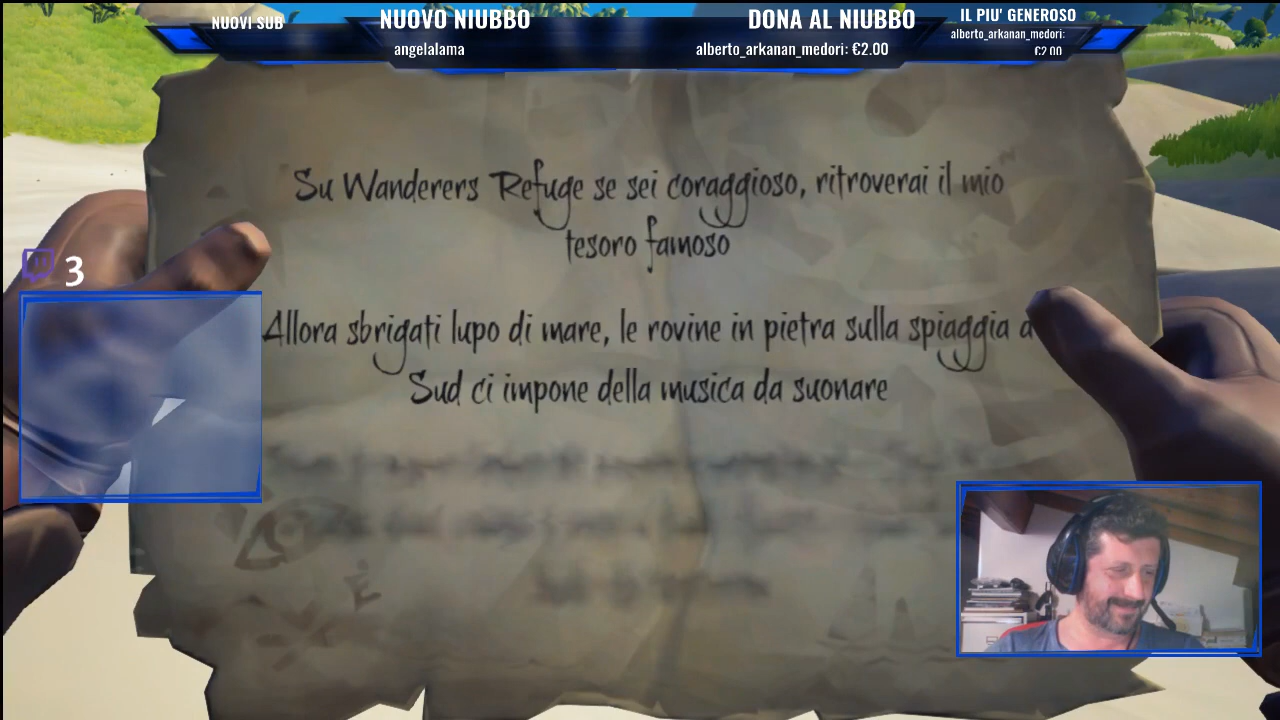 NUOVI SUB
NUOVO NIUBBO
angelalama
DONA AL NIUBBO
alberto_arkanan_medori: €2.00
IL PIU' GENEROSO
alberto_arkanan_medori:
€2.00
Su Wanderers Refuge se sei coraggioso, ritroverai il mio
tesoro famoso
3
Allora sbrigati lupo di mare, le rovine in pietra sulla spiaggia a
Sud ci impone della musica da suonare